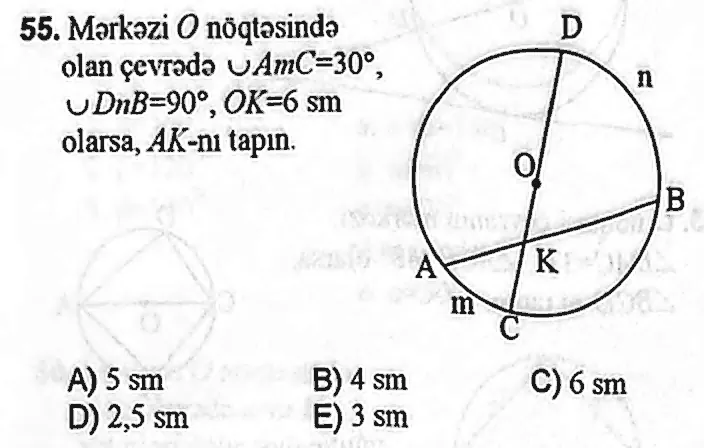 55. Mərkəzi O nöqtəsində
olan çevrədə ∪AmC=30°,
∪DnB=90°, OK=6 sm
olarsa, AK-nı tapın.
D
n
O
B
A
K
m
C
A) 5 sm B) 4 sm C) 6 sm
D) 2,5 sm E) 3 sm